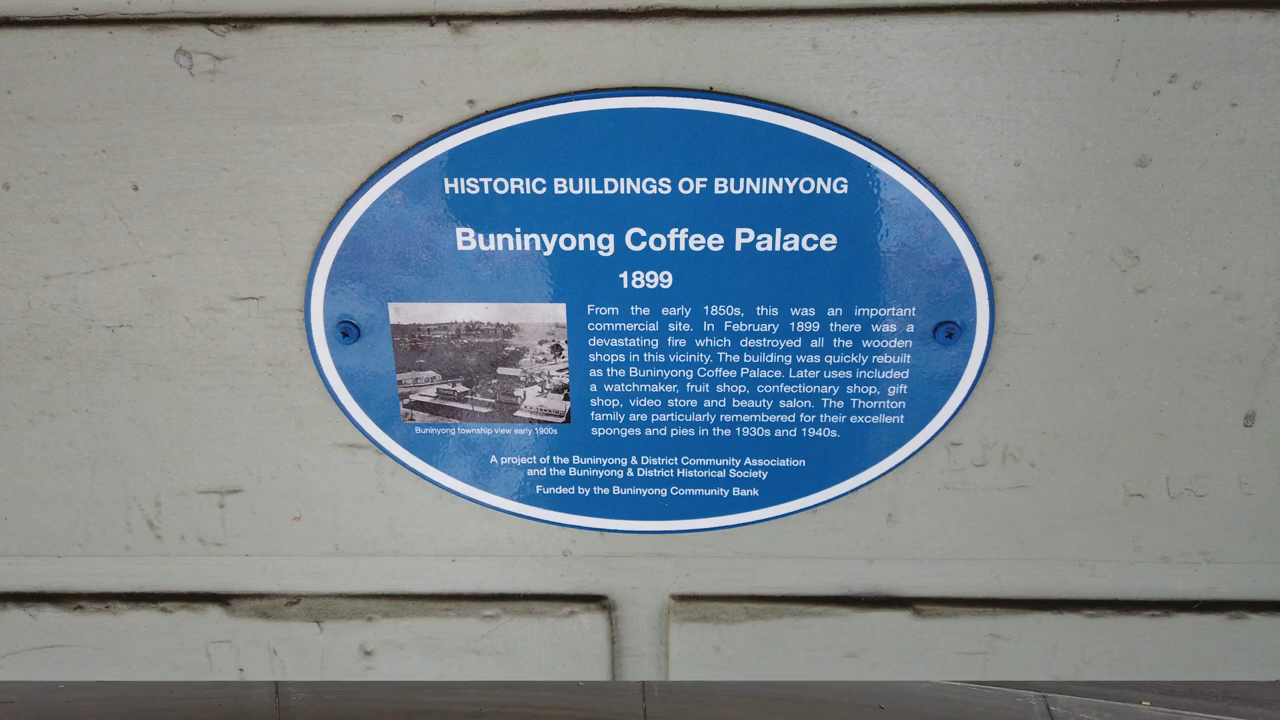 HISTORIC BUILDINGS OF BUNINYONG
Buninyong Coffee Palace
1899
From the early 1850s, this was an important
commercial site. In February 1899 there was a
devastating fire which destroyed all the wooden
shops in this vicinity. The building was quickly rebuilt
as the Buninyong Coffee Palace. Later uses included
a watchmaker, fruit shop, confectionary shop, gift
shop, video store and beauty salon. The Thornton
family are particularly remembered for their excellent
sponges and pies in the 1930s and 1940s.
Buninyong township view early 1900s
A project of the Buninyong & District Community Association
and the Buninyong & District Historical Society
Funded by the Buninyong Community Bank